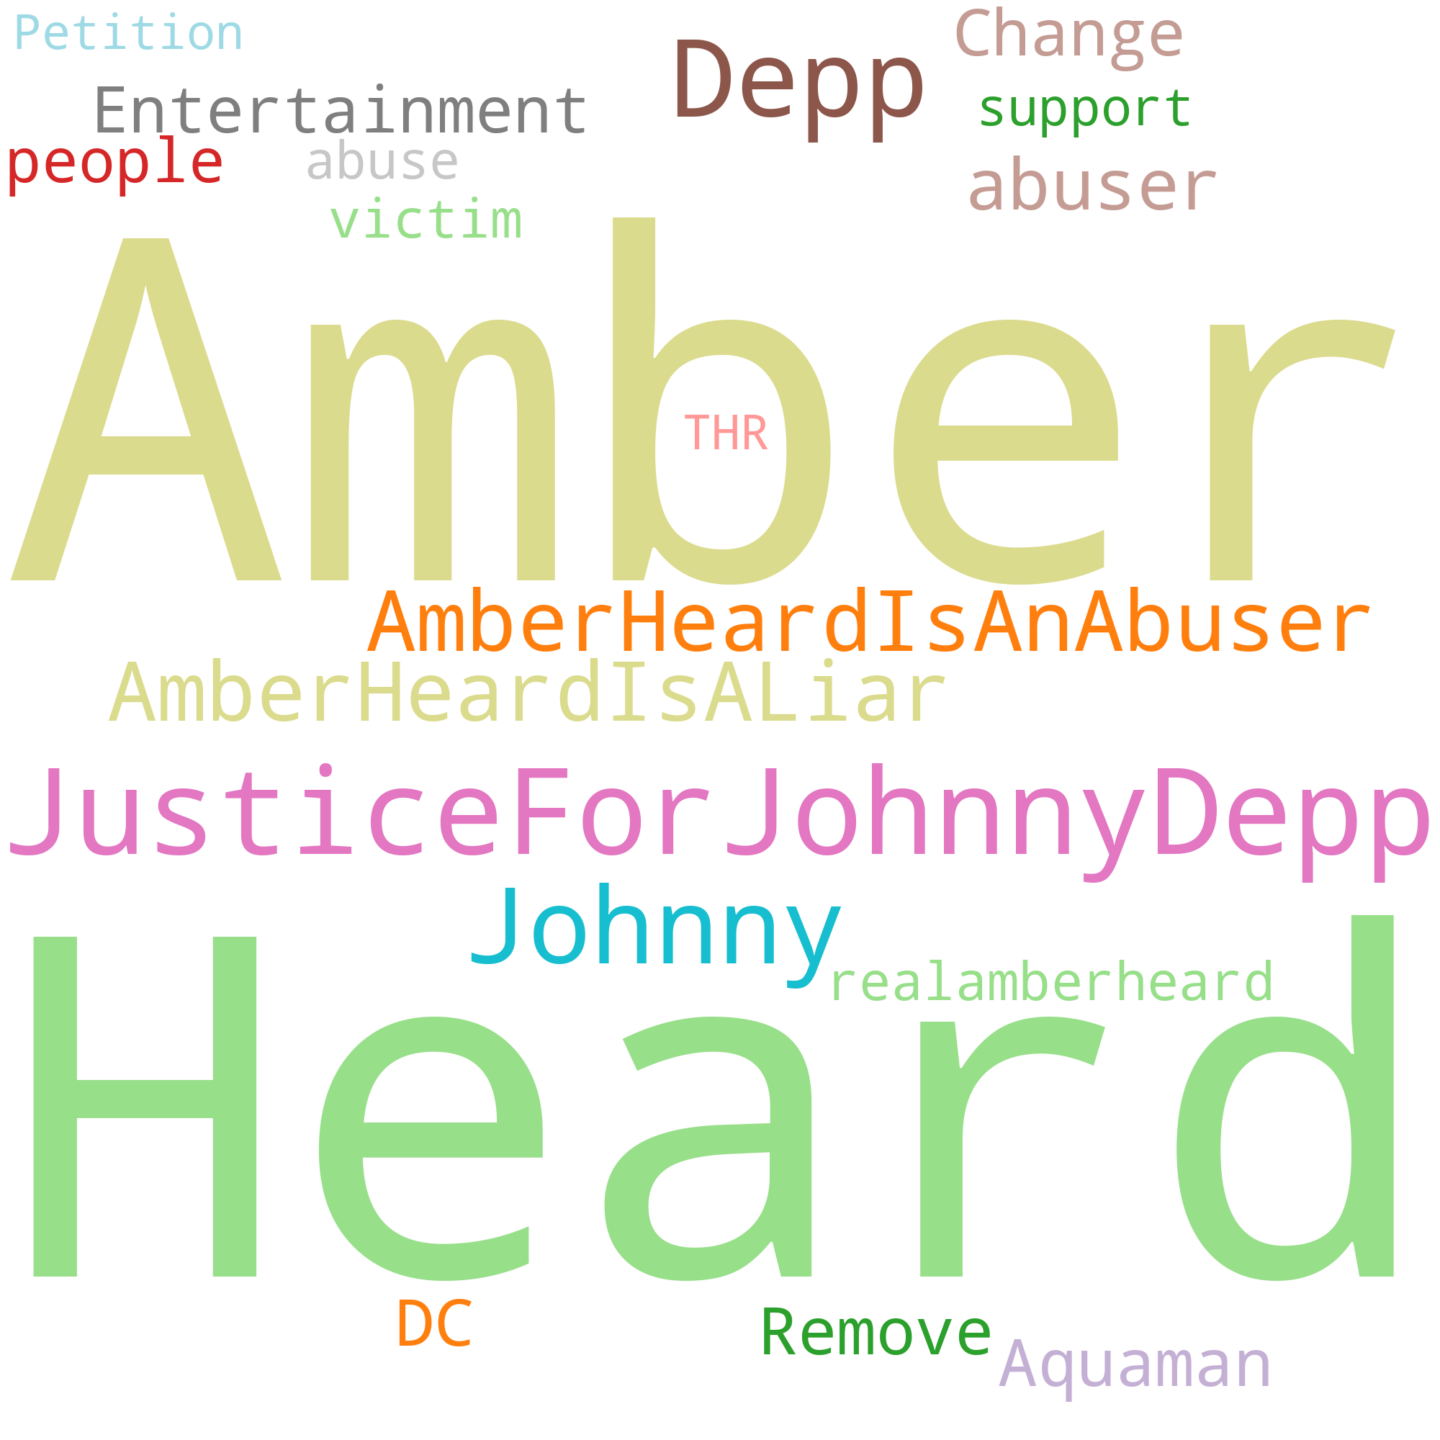 Petition
Change
Depp
Entertainment
support
people
abuse
abuser
victim
Amber
THR
AmberHeardIsAnAbuser
AmberHeardIsALiar
JusticeForJohnnyDepp
Johnny
realamberheard
Heard
DC
Remove
Aquaman